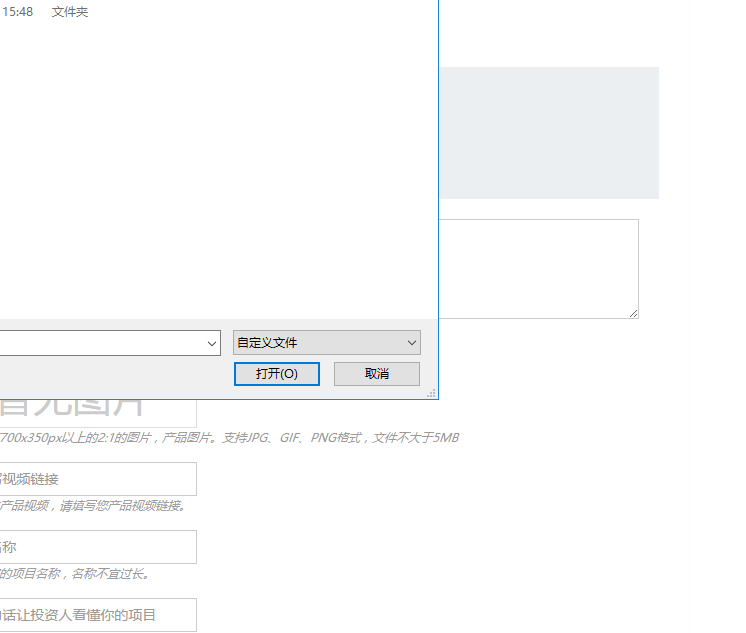 15:48 文件夹
自定义文件
打开(O) 取消
暂无图片
700x350px以上的2:1的图片，产品图片。支持JPG、GIF、PNG格式，文件不大于5MB
视频链接
产品视频，请填写您产品视频链接。
称
的项目名称，名称不宜过长。
话让投资人看懂你的项目